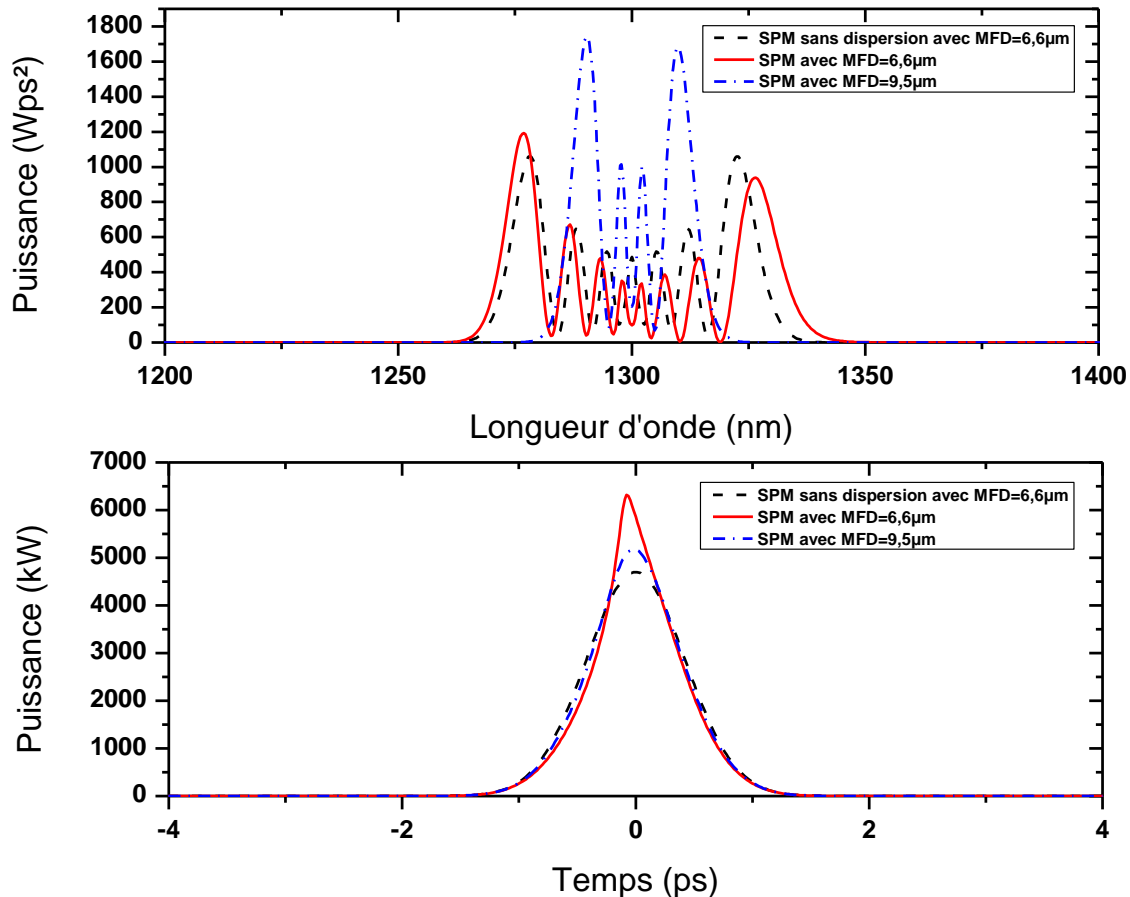 Puissance (Wps²)
1800
1600
1400
1200
1000
800
600
400
200
0
SPM sans dispersion avec MFD=6,6µm
SPM avec MFD=6,6µm
SPM avec MFD=9,5µm
1200 1250 1300 1350 1400
Longueur d'onde (nm)
Puissance (kW)
7000
6000
5000
4000
3000
2000
1000
0
SPM sans dispersion avec MFD=6,6µm
SPM avec MFD=6,6µm
SPM avec MFD=9,5µm
-4 -2 0 2 4
Temps (ps)